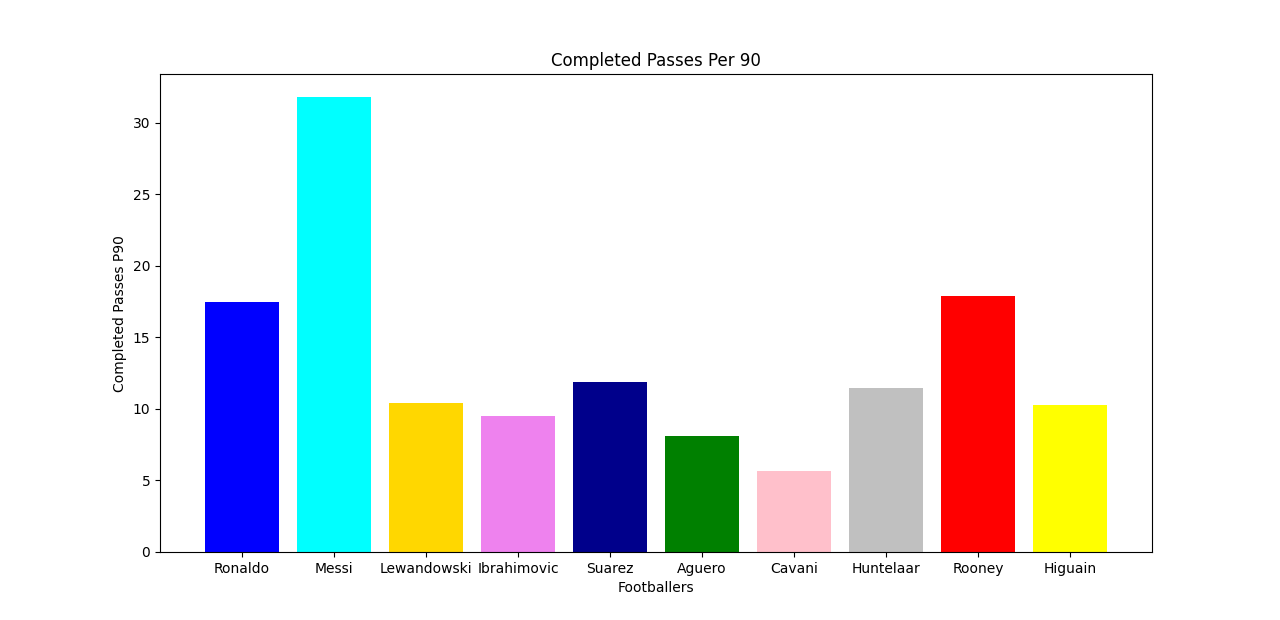 Completed Passes Per 90
Completed Passes P90
30
25
20
15
10
5
0
Ronaldo Messi Lewandowski Ibrahimovic Suarez Aguero Cavani Huntelaar Rooney Higuain
Footballers